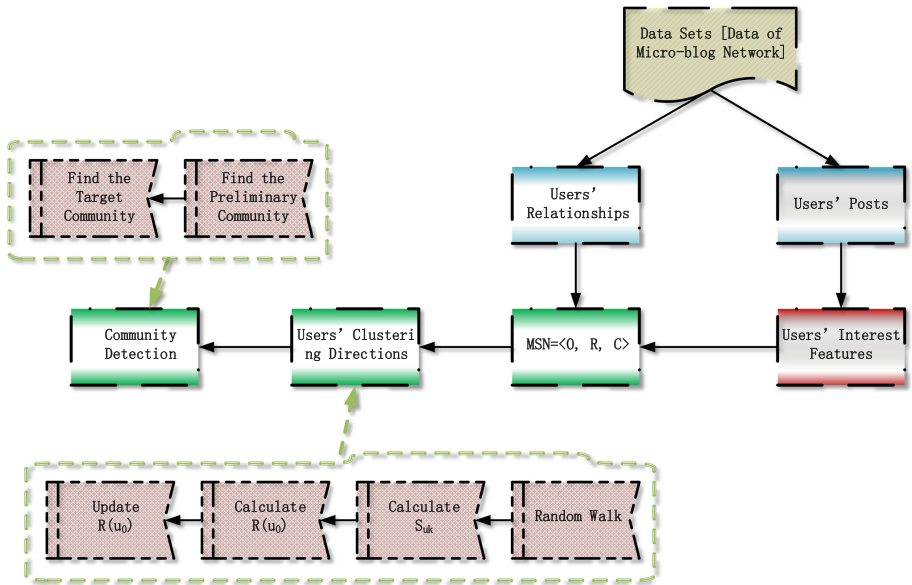 Data Sets [Data of
Micro-blog Network]
Find the
Target
Community
Find the
Preliminary
Community
Users'
Relationships
Users' Posts
Community
Detection
Users' Clusteri
ng Directions
MSN=<O, R, C>
Users' Interest
Features
Update
R(u₀)
Calculate
R(u₀)
Calculate
Sᵤₖ
Random Walk